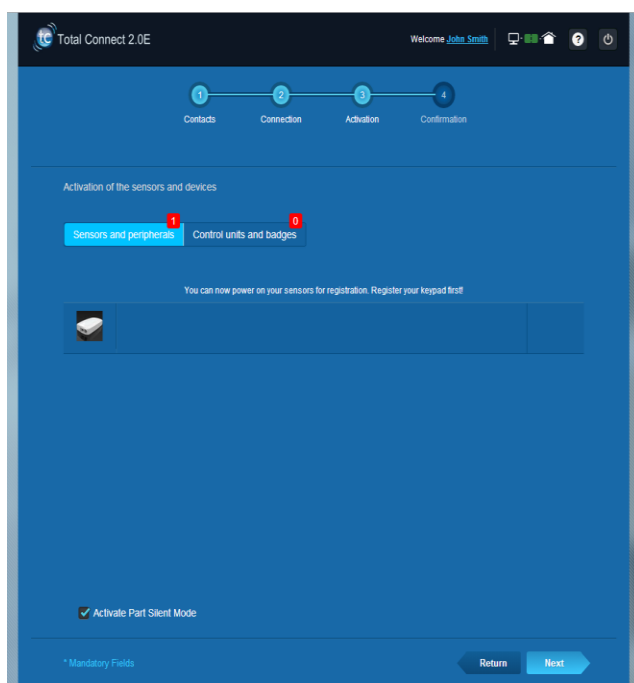 tc Total Connect 2.0E
Welcome John Smith
?
1 2 3 4
Contacts Connection Activation Confirmation
Activation of the sensors and devices
1 0
Sensors and peripherals Control units and badges
You can now power on your sensors for registration. Register your keypad first!
Activate Part Silent Mode
* Mandatory Fields
Return Next